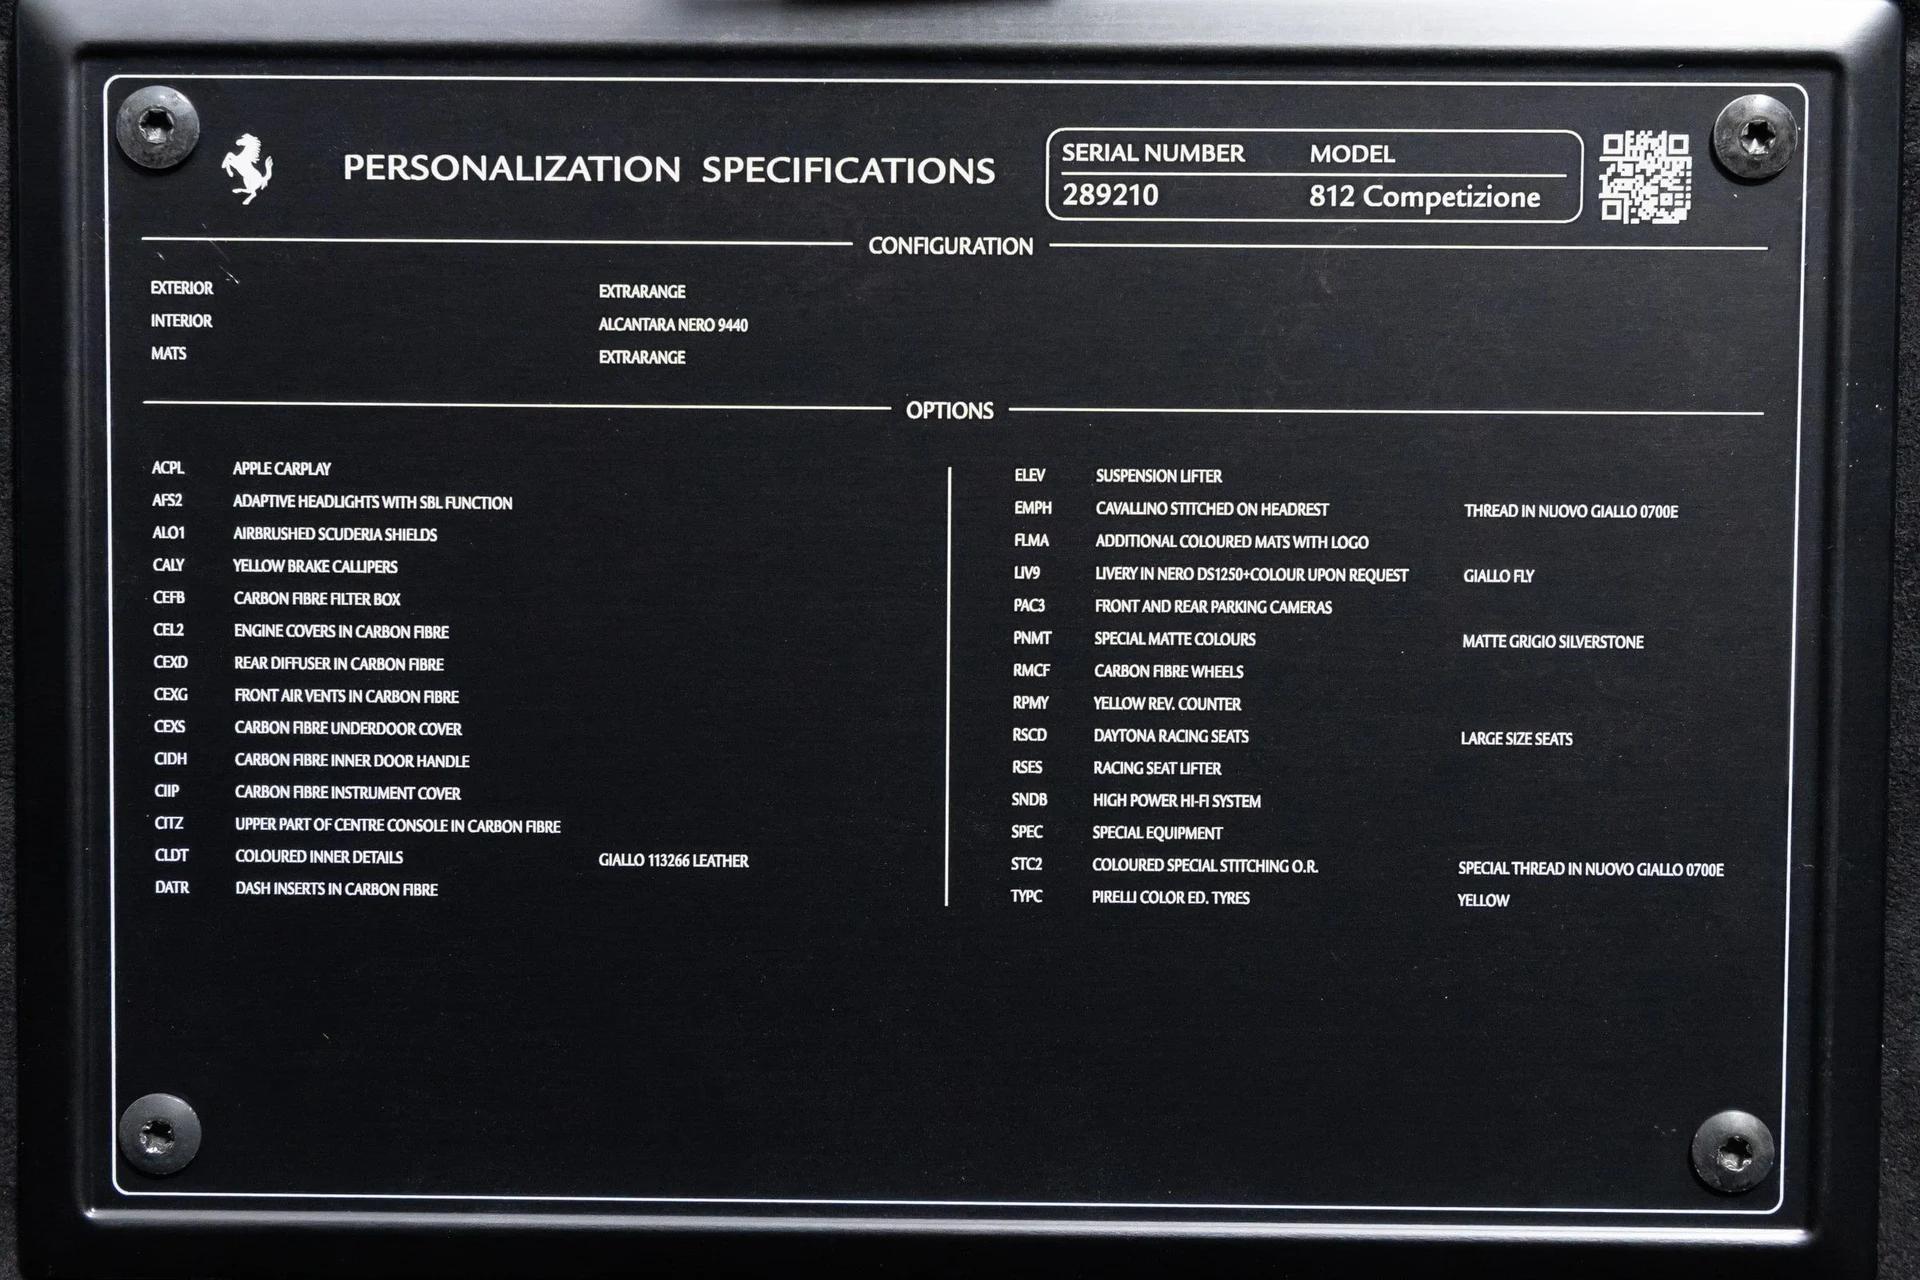 PERSONALIZATION SPECIFICATIONS
SERIAL NUMBER MODEL
289210 812 Competizione
CONFIGURATION
EXTERIOR EXTRARANGE
INTERIOR ALCANTARA NERO 9440
MATS EXTRARANGE
OPTIONS
ACPL APPLE CARPLAY
AFS2 ADAPTIVE HEADLIGHTS WITH SBL FUNCTION
ALO1 AIRBRUSHED SCUDERIA SHIELDS
CALY YELLOW BRAKE CALLIPERS
CEFB CARBON FIBRE FILTER BOX
CEL2 ENGINE COVERS IN CARBON FIBRE
CEXD REAR DIFFUSER IN CARBON FIBRE
CEXG FRONT AIR VENTS IN CARBON FIBRE
CEXS CARBON FIBRE UNDERDOOR COVER
CIDH CARBON FIBRE INNER DOOR HANDLE
CIIP CARBON FIBRE INSTRUMENT COVER
CITZ UPPER PART OF CENTRE CONSOLE IN CARBON FIBRE
CLDT COLOURED INNER DETAILS GIALLO 113266 LEATHER
DATR DASH INSERTS IN CARBON FIBRE
ELEV SUSPENSION LIFTER
EMPH CAVALLINO STITCHED ON HEADREST THREAD IN NUOVO GIALLO 0700E
FLMA ADDITIONAL COLOURED MATS WITH LOGO
LIV9 LIVERY IN NERO DS1250+COLOUR UPON REQUEST GIALLO FLY
PAC3 FRONT AND REAR PARKING CAMERAS
PNMT SPECIAL MATTE COLOURS MATTE GRIGIO SILVERSTONE
RMCF CARBON FIBRE WHEELS
RPMY YELLOW REV. COUNTER
RSCD DAYTONA RACING SEATS LARGE SIZE SEATS
RSES RACING SEAT LIFTER
SNDB HIGH POWER HI-FI SYSTEM
SPEC SPECIAL EQUIPMENT
STC2 COLOURED SPECIAL STITCHING O.R. SPECIAL THREAD IN NUOVO GIALLO 0700E
TYPC PIRELLI COLOR ED. TYRES YELLOW